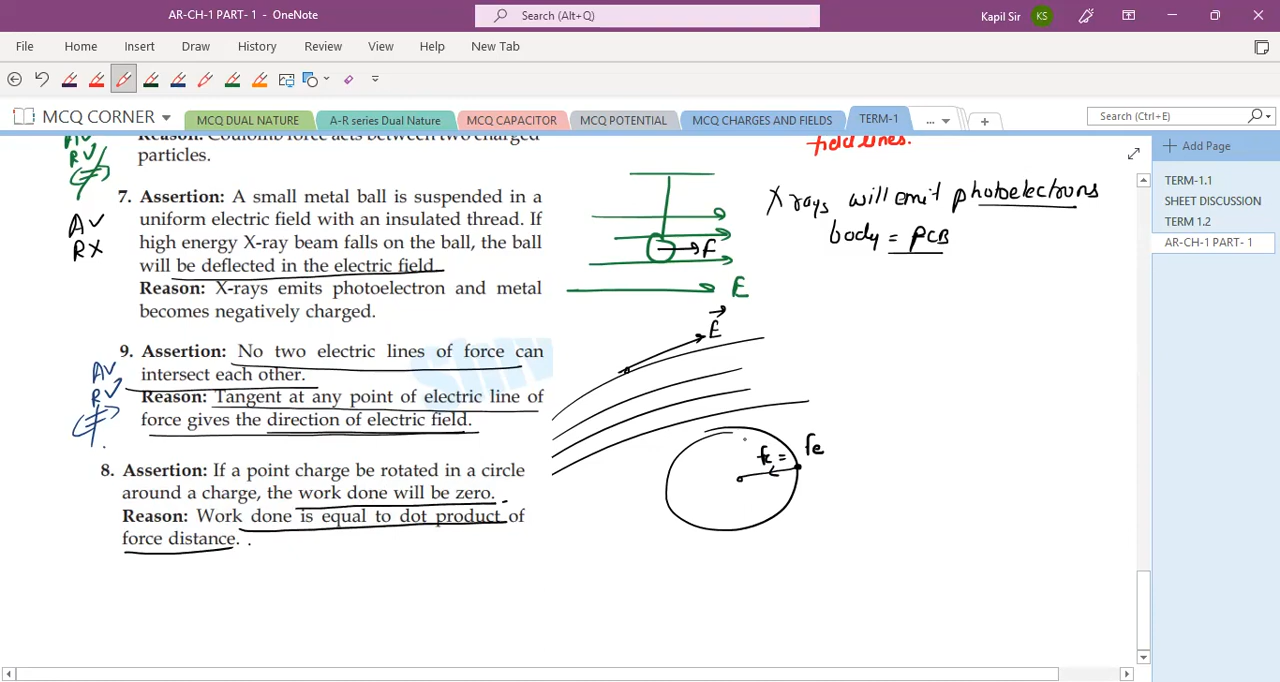 AR-CH-1 PART- 1 - OneNote
Search (Alt+Q)
Kapil Sir
KS
File
Home
Insert
Draw
History
Review
View
Help
New Tab
MCQ CORNER
MCQ DUAL NATURE
A-R series Dual Nature
MCQ CAPACITOR
MCQ POTENTIAL
MCQ CHARGES AND FIELDS
TERM-1
...
Search (Ctrl+E)
Add Page
TERM-1.1
SHEET DISCUSSION
TERM 1.2
AR-CH-1 PART- 1
Reason: Coulomb force acts between two charged
particles.
field lines.
7. Assertion: A small metal ball is suspended in a
uniform electric field with an insulated thread. If
high energy X-ray beam falls on the ball, the ball
will be deflected in the electric field.
Reason: X-rays emits photoelectron and metal
becomes negatively charged.
A✓
R✓
A✓
R✗
F
E
X rays will emit photoelectrons
body = PCB
9. Assertion: No two electric lines of force can
intersect each other.
Reason: Tangent at any point of electric line of
force gives the direction of electric field.
A✓
R✓
E
8. Assertion: If a point charge be rotated in a circle
around a charge, the work done will be zero.
Reason: Work done is equal to dot product of
force distance.
fc = fe